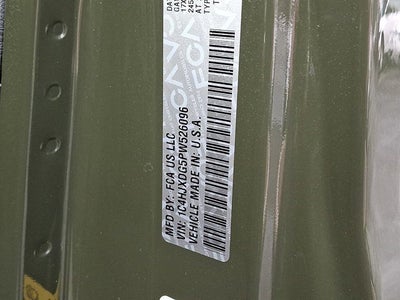 MFD BY: FCA US LLC
VIN: 1C4HJXDG5PW526096
VEHICLE MADE IN: U.S.A.